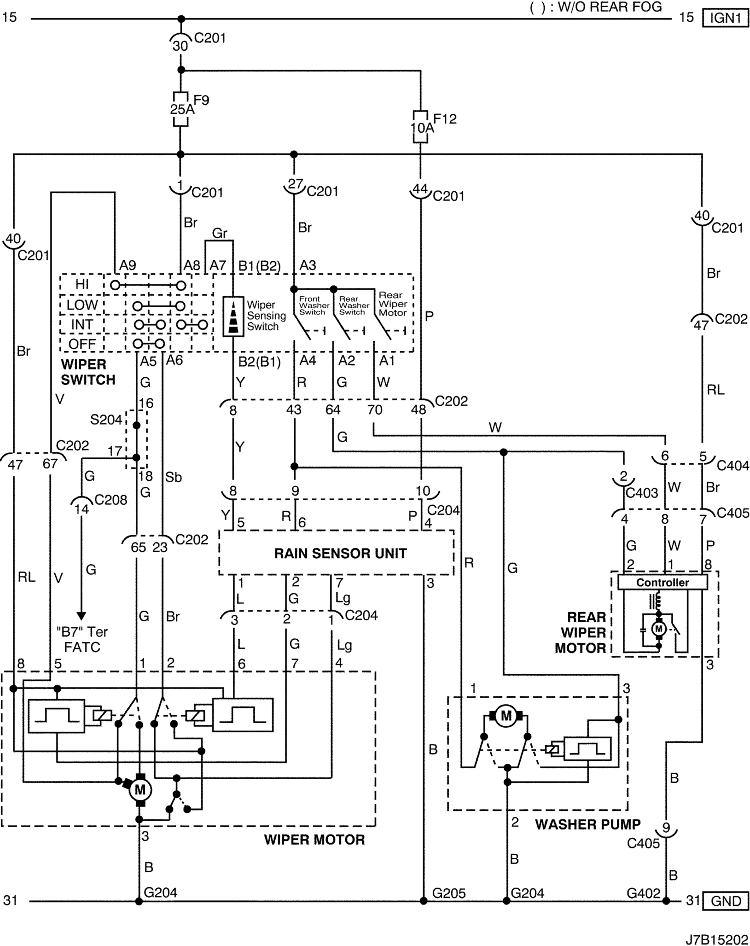 ( ) : W/O REAR FOG
15 15 IGN1
30 C201
F9
25A
F12
10A
1 C201 27 C201 44 C201
40 C201 40 C201
Br Br Br
Gr
A9 A8 A7 B1(B2) A3
HI
LOW
INT
OFF
Wiper Sensing Switch
Front Washer Switch
Rear Washer Switch
Rear Wiper Motor
P
47 C202
WIPER SWITCH
A5 A6 B2(B1) A4 A2 A1
Br V G Y R G W RL
16
S204
8 43 64 70 48 C202
W
17
18
47 67 C202
G G Sb Y G
6 5 C404
2 C403
W Br
14 C208
8 9 10 C204
4 8 7 C405
Y R P
5 6 4
65 23 C202
RAIN SENSOR UNIT
G W P
2 1 8
Controller
M
REAR WIPER MOTOR
3
RL V G G Br
"B7" Ter
FATC
1 2 7 3
L G Lg
3 2 1 C204
L G Lg
R G
8 5 1 2 6 7 4
M
3
WIPER MOTOR
B
1 3
M
2
WASHER PUMP
B
9
C405
B B B
31 G204 G205 G204 G402 31 GND
J7B15202